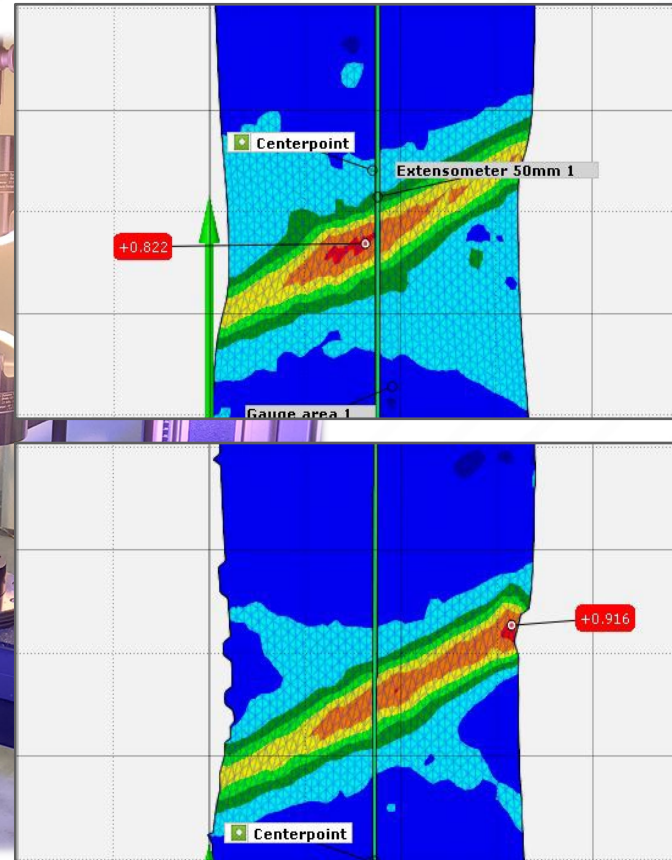 Centerpoint
Extensometer 50mm 1
+0.822
Gauge area 1
+0.916
Centerpoint